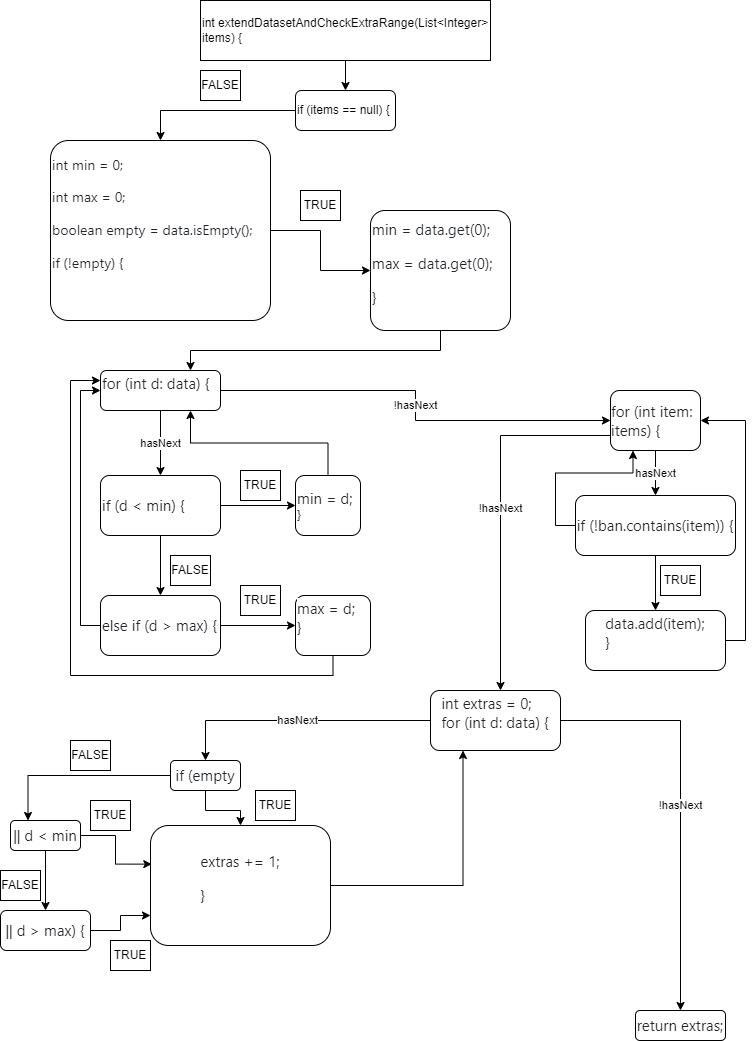 int extendDatasetAndCheckExtraRange(List<Integer>
items) {
FALSE
if (items == null) {
int min = 0;
int max = 0;
boolean empty = data.isEmpty();
if (!empty) {
TRUE
min = data.get(0);
max = data.get(0);
}
for (int d: data) {
!hasNext
for (int item:
items) {
hasNext
hasNext
TRUE
if (d < min) {
min = d;
}
!hasNext
if (!ban.contains(item)) {
FALSE
TRUE
TRUE
else if (d > max) {
max = d;
}
data.add(item);
}
int extras = 0;
for (int d: data) {
hasNext
FALSE
if (empty
TRUE
!hasNext
TRUE
|| d < min
extras += 1;
}
FALSE
|| d > max) {
TRUE
return extras;